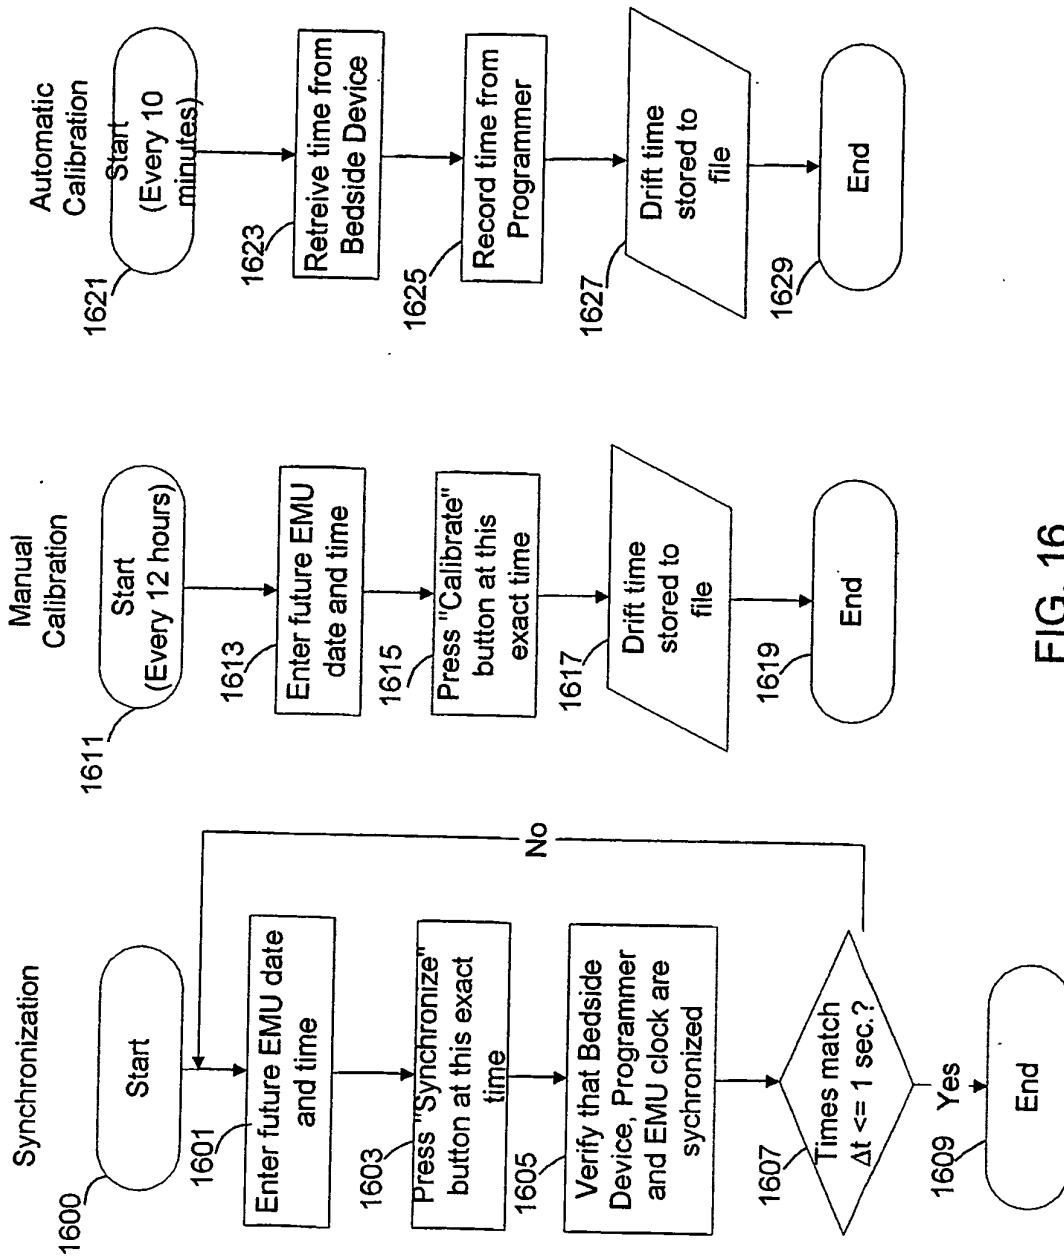 Synchronization
1600
Start
1601
Enter future EMU date
and time
1603
Press "Synchronize"
button at this exact
time
1605
Verify that Bedside
Device, Programmer
and EMU clock are
sychronized
1607
Times match
Δt <= 1 sec.?
No
Yes
1609
End
Manual
Calibration
1611
Start
(Every 12 hours)
1613
Enter future EMU
date and time
1615
Press "Calibrate"
button at this
exact time
1617
Drift time
stored to
file
1619
End
Automatic
Calibration
1621
Start
(Every 10
minutes)
1623
Retreive time from
Bedside Device
1625
Record time from
Programmer
1627
Drift time
stored to
file
1629
End
FIG. 16